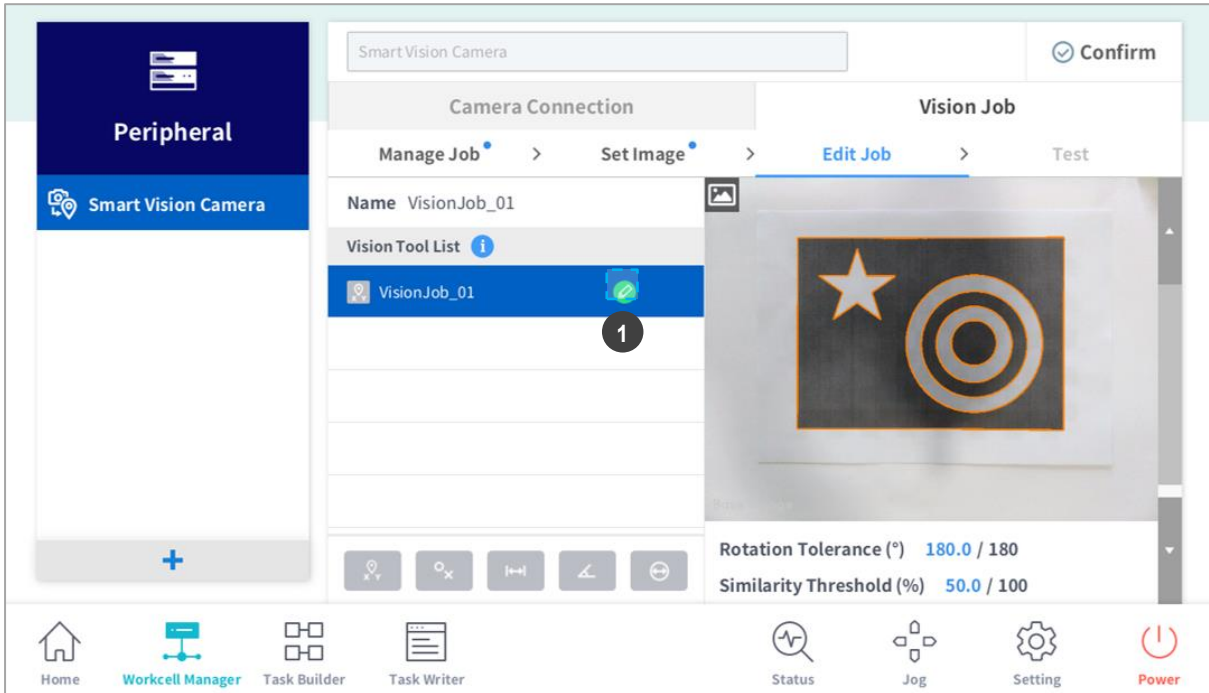 Peripheral
Smart Vision Camera
Smart Vision Camera
Confirm
Camera Connection
Vision Job
Manage Job > Set Image > Edit Job > Test
Name VisionJob_01
Vision Tool List i
VisionJob_01
1
Rotation Tolerance (°) 180.0 / 180
Similarity Threshold (%) 50.0 / 100
+
Home
Workcell Manager
Task Builder
Task Writer
Status
Jog
Setting
Power